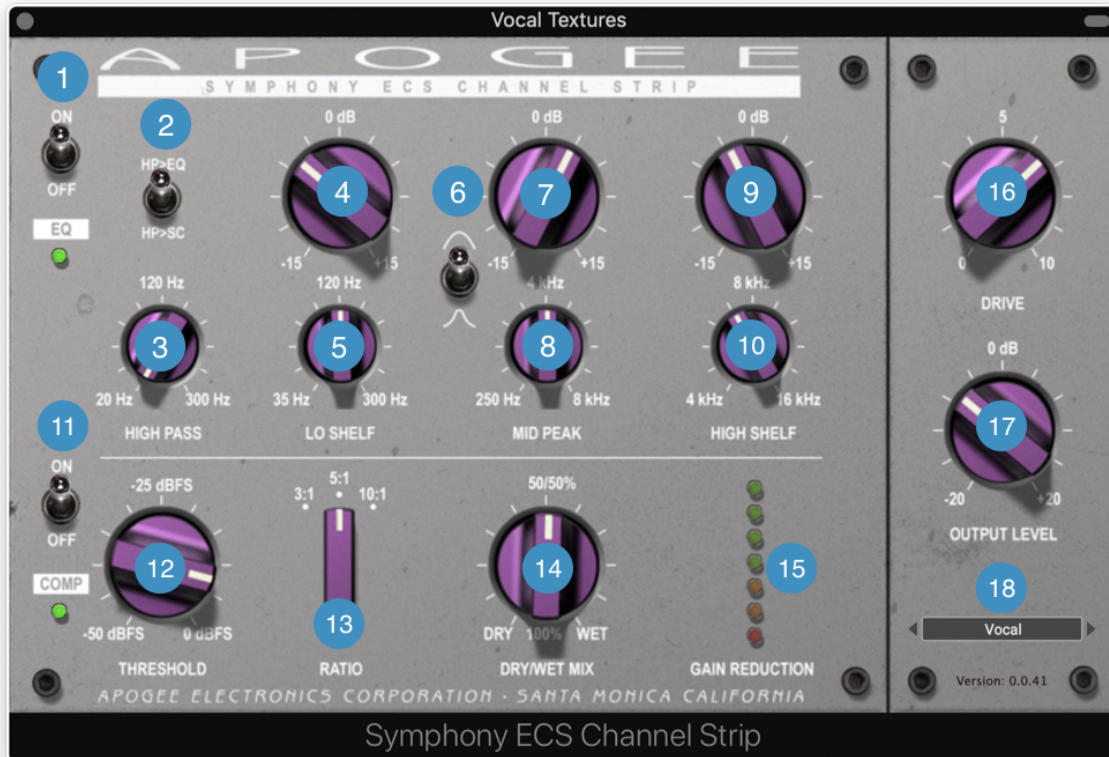 Vocal Textures
APOGEE
SYMPHONY ECS CHANNEL STRIP
1
ON
OFF
EQ
2
HP>EQ
HP>SC
0 dB
4
-15
+15
6
0 dB
7
-15
+15
0 dB
9
-15
+15
120 Hz
3
20 Hz
300 Hz
HIGH PASS
120 Hz
5
35 Hz
300 Hz
LO SHELF
4 kHz
8
250 Hz
8 kHz
MID PEAK
8 kHz
10
4 kHz
16 kHz
HIGH SHELF
11
ON
OFF
COMP
-25 dBFS
12
-50 dBFS
0 dBFS
THRESHOLD
3:1
5:1
10:1
13
RATIO
50/50%
14
DRY
100%
WET
DRY/WET MIX
15
GAIN REDUCTION
APOGEE ELECTRONICS CORPORATION · SANTA MONICA CALIFORNIA
5
16
0
10
DRIVE
0 dB
17
-20
+20
OUTPUT LEVEL
18
Vocal
Version: 0.0.41
Symphony ECS Channel Strip